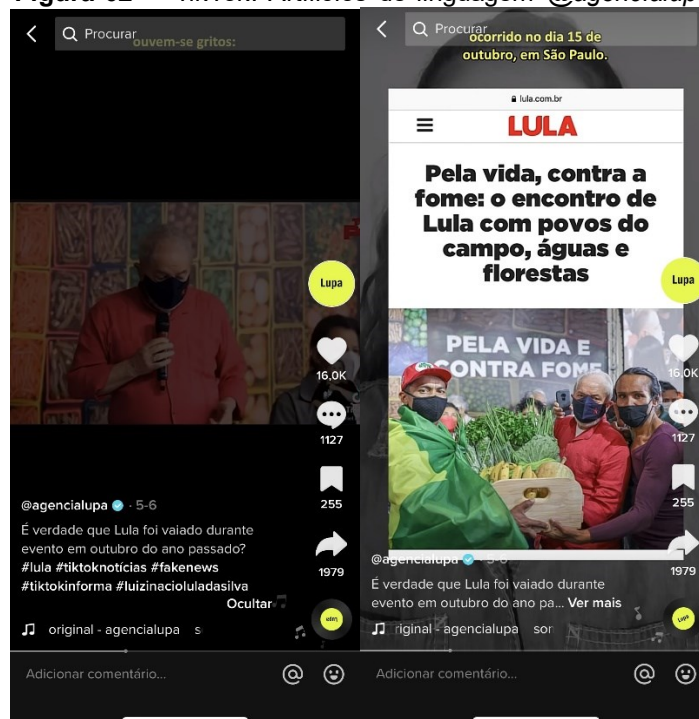 Figura 62 – TikTok: Artifícios de linguagem @agencialup
Procurar
ouvem-se gritos:
Lupa
16,0K
1127
255
1979
@agencialupa · 5-6
É verdade que Lula foi vaiado durante
evento em outubro do ano passado?
#lula #tiktoknotícias #fakenews
#tiktokinforma #luizinacioluladasilva
Ocultar
original - agencialupa s
Adicionar comentário...
Procurar
ocorrido no dia 15 de
outubro, em São Paulo.
lula.com.br
LULA
Pela vida, contra a
fome: o encontro de
Lula com povos do
campo, águas e
florestas
PELA VIDA E
CONTRA FOME
Lupa
16,0K
1127
255
1979
@agencialupa · 5-6
É verdade que Lula foi vaiado durante
evento em outubro do ano pa... Ver mais
riginal - agencialupa sor
Adicionar comentário...